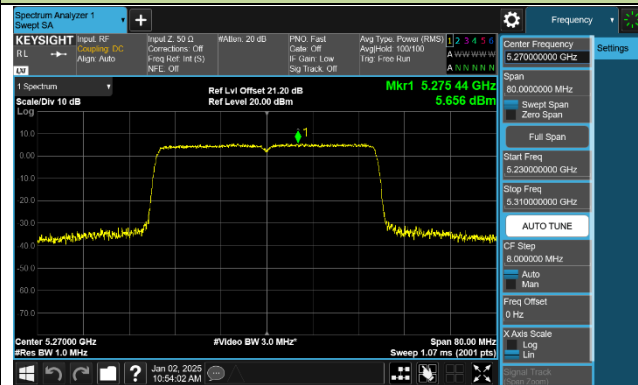 Spectrum Analyzer 1
Swept SA
Frequency
KEYSIGHT
RL
LXI
Input: RF
Coupling: DC
Align: Auto
Input Z: 50 Ω
Corrections: Off
Freq Ref: Int (S)
NFE: Off
#Atten: 20 dB
PNO: Fast
Gate: Off
IF Gain: Low
Sig Track: Off
Avg Type: Power (RMS)
Avg|Hold: 100/100
Trig: Free Run
1 2 3 4 5 6
A W W W W W
A N N N N N
1 Spectrum
Scale/Div 10 dB
Log
Ref Lvl Offset 21.20 dB
Ref Level 20.00 dBm
Mkr1 5.275 44 GHz
5.656 dBm
1
10.0
0.00
-10.0
-20.0
-30.0
-40.0
-50.0
-60.0
-70.0
Center 5.27000 GHz
#Res BW 1.0 MHz
#Video BW 3.0 MHz*
Span 80.00 MHz
Sweep 1.07 ms (2001 pts)
Center Frequency
5.270000000 GHz
Settings
Span
80.0000000 MHz
Swept Span
Zero Span
Full Span
Start Freq
5.230000000 GHz
Stop Freq
5.310000000 GHz
AUTO TUNE
CF Step
8.000000 MHz
Auto
Man
Freq Offset
0 Hz
X Axis Scale
Log
Lin
Signal Track
(Span Zoom)
Jan 02, 2025
10:54:02 AM